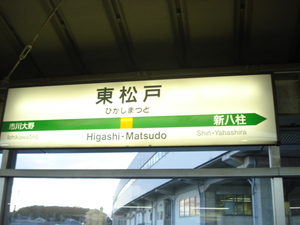 東松戸
ひがしまつど
市川大野
新八柱
Ichikawaōno
Higashi-Matsudo
Shin-Yahashira